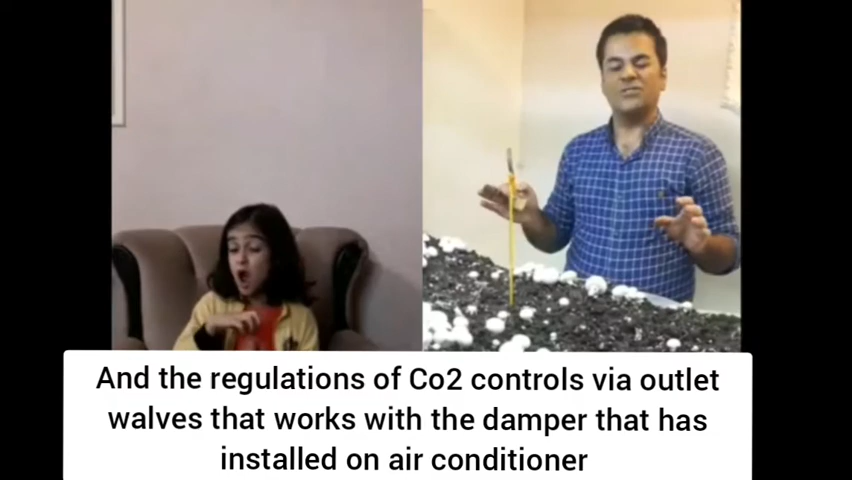 And the regulations of Co2 controls via outlet
walves that works with the damper that has
installed on air conditioner